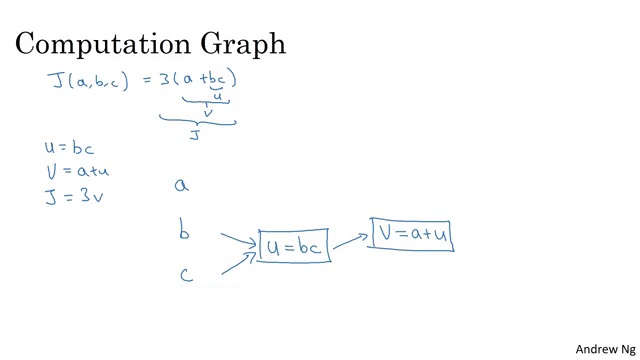 Computation Graph
J(a,b,c) = 3(a+bc)
u
v
J
u = bc
V = a+u
J = 3v
a
b
u = bc
V = a+u
c
Andrew Ng